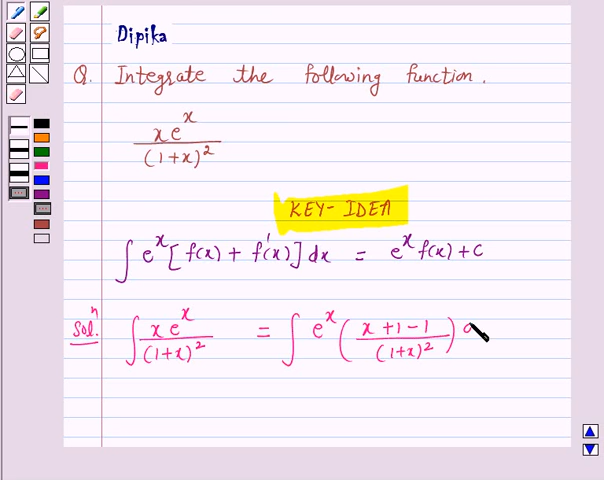 Dipika
Q. Integrate the following function.
xe^x / (1+x)^2
KEY-IDEA
∫ e^x [f(x) + f'(x)] dx = e^x f(x) + C
Sol^n ∫ xe^x / (1+x)^2 = ∫ e^x ( x+1-1 / (1+x)^2 )